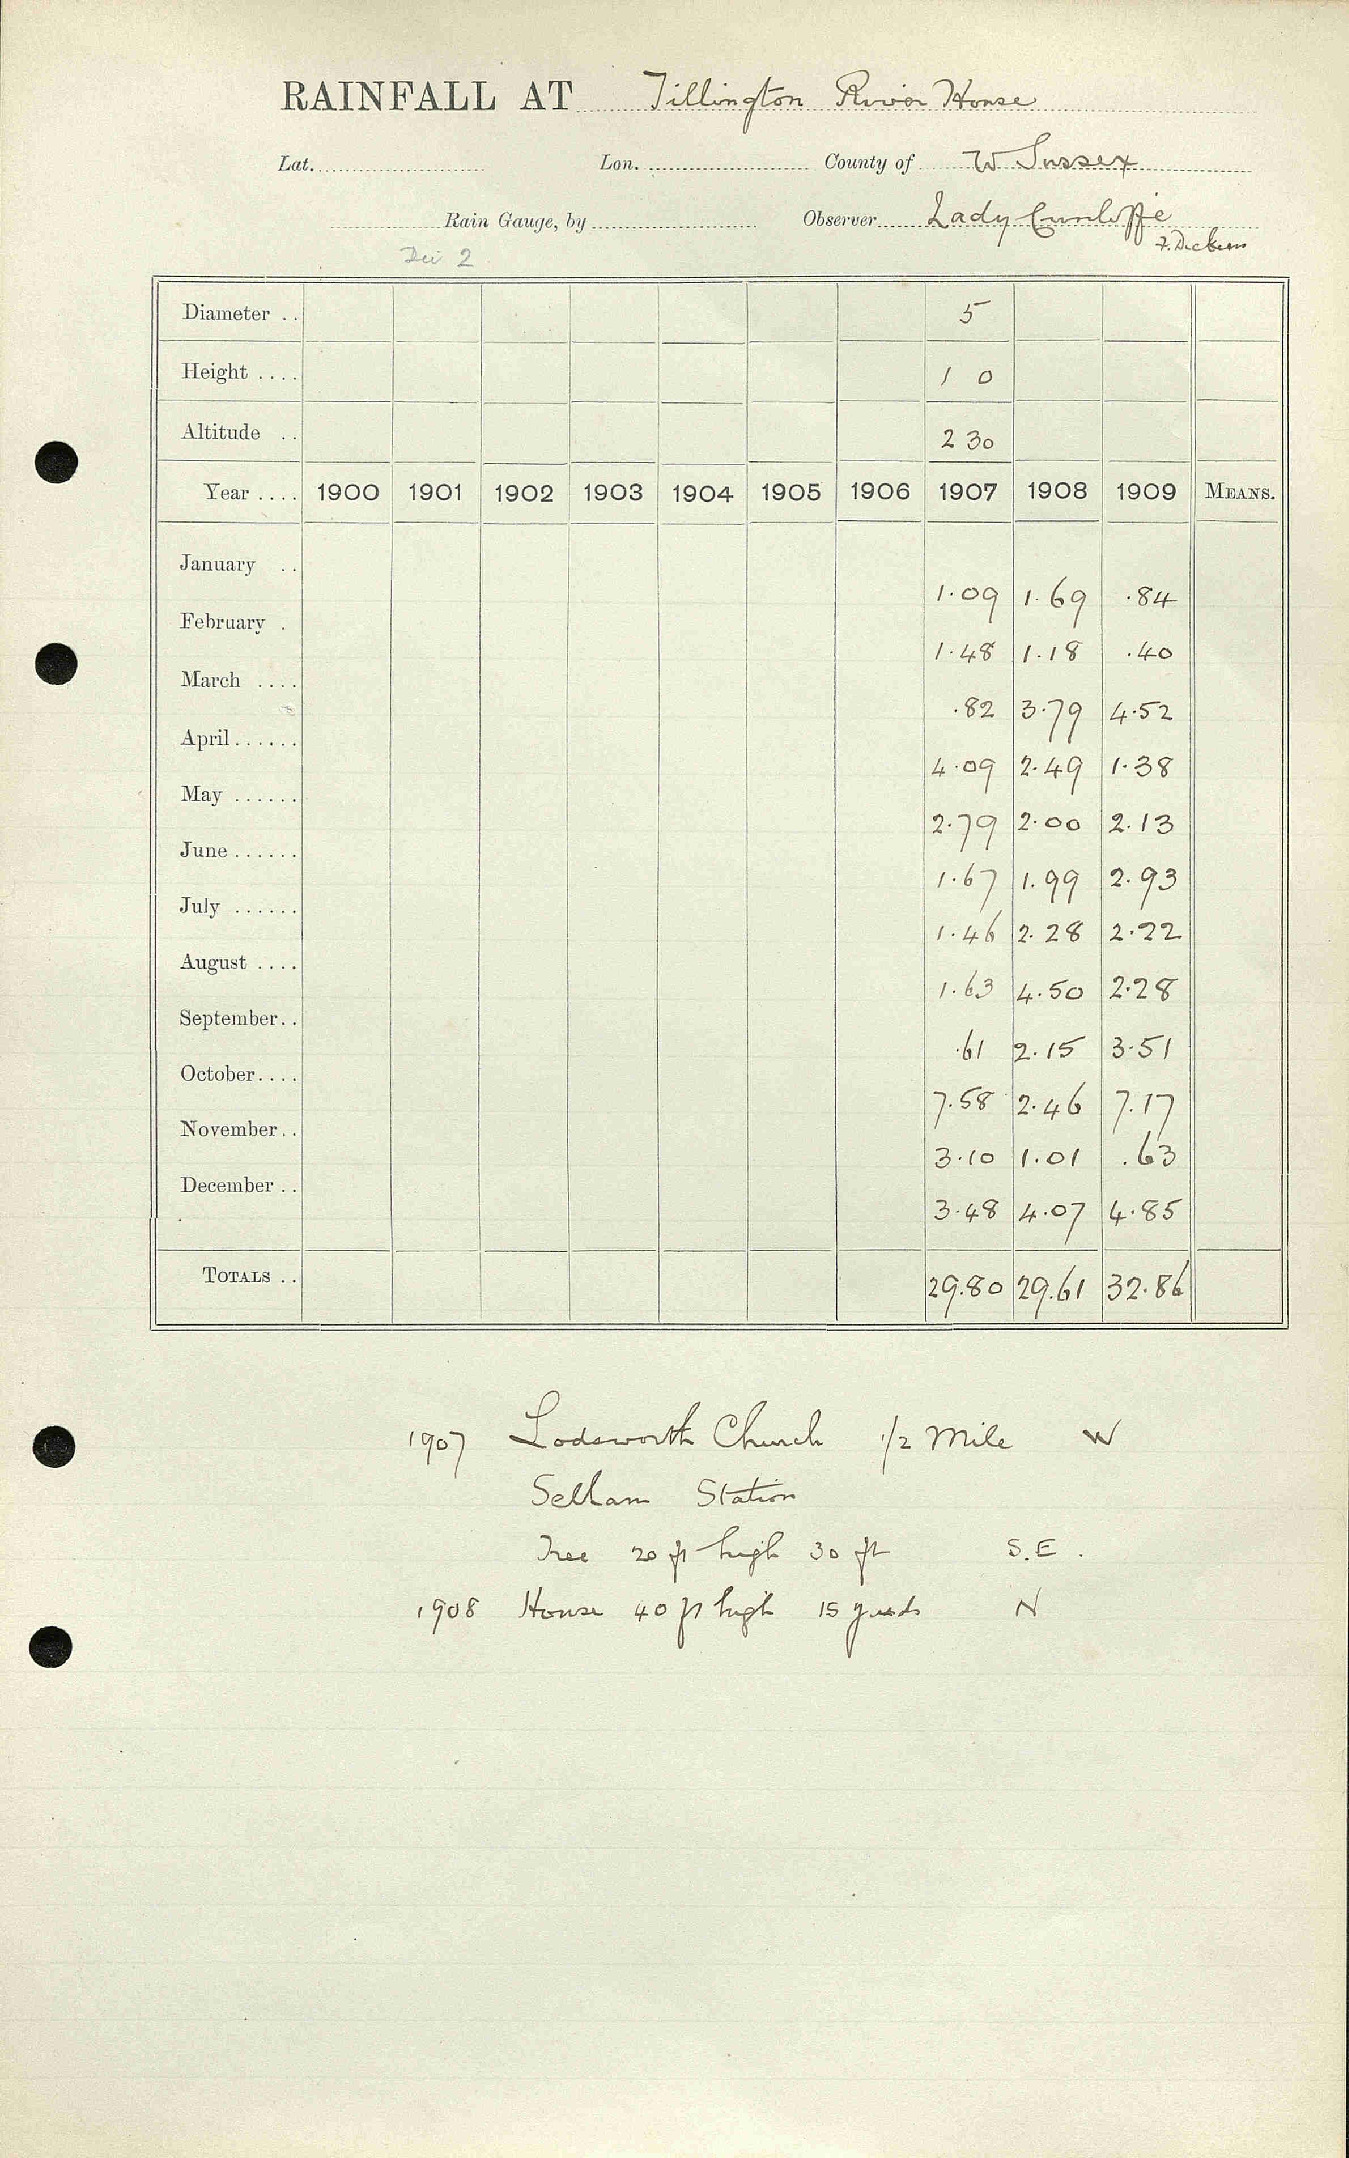 RAINFALL AT Tillington River House
Lat. Lon. County of W Sussex
Rain Gauge, by Observer Lady Cunliffe
F. Dickens
2
Diameter .. 5
Height .... 1 0
Altitude .. 230
Year .... 1900 1901 1902 1903 1904 1905 1906 1907 1908 1909 MEANS.
January .. 1.09 1.69 .84
February . 1.48 1.18 .40
March .... .82 3.79 4.52
April...... 4.09 2.49 1.38
May ...... 2.79 2.00 2.13
June...... 1.67 1.99 2.93
July ...... 1.46 2.28 2.22
August .... 1.63 4.50 2.28
September.. .61 2.15 3.51
October.... 7.58 2.46 7.17
November.. 3.10 1.01 .63
December .. 3.48 4.07 4.85
TOTALS .. 29.80 29.61 32.86
1907 Lodsworth Church 1/2 Mile W
Selham Station
Tree 20 ft high 30 ft S.E.
1908 House 40 ft high 15 yards N